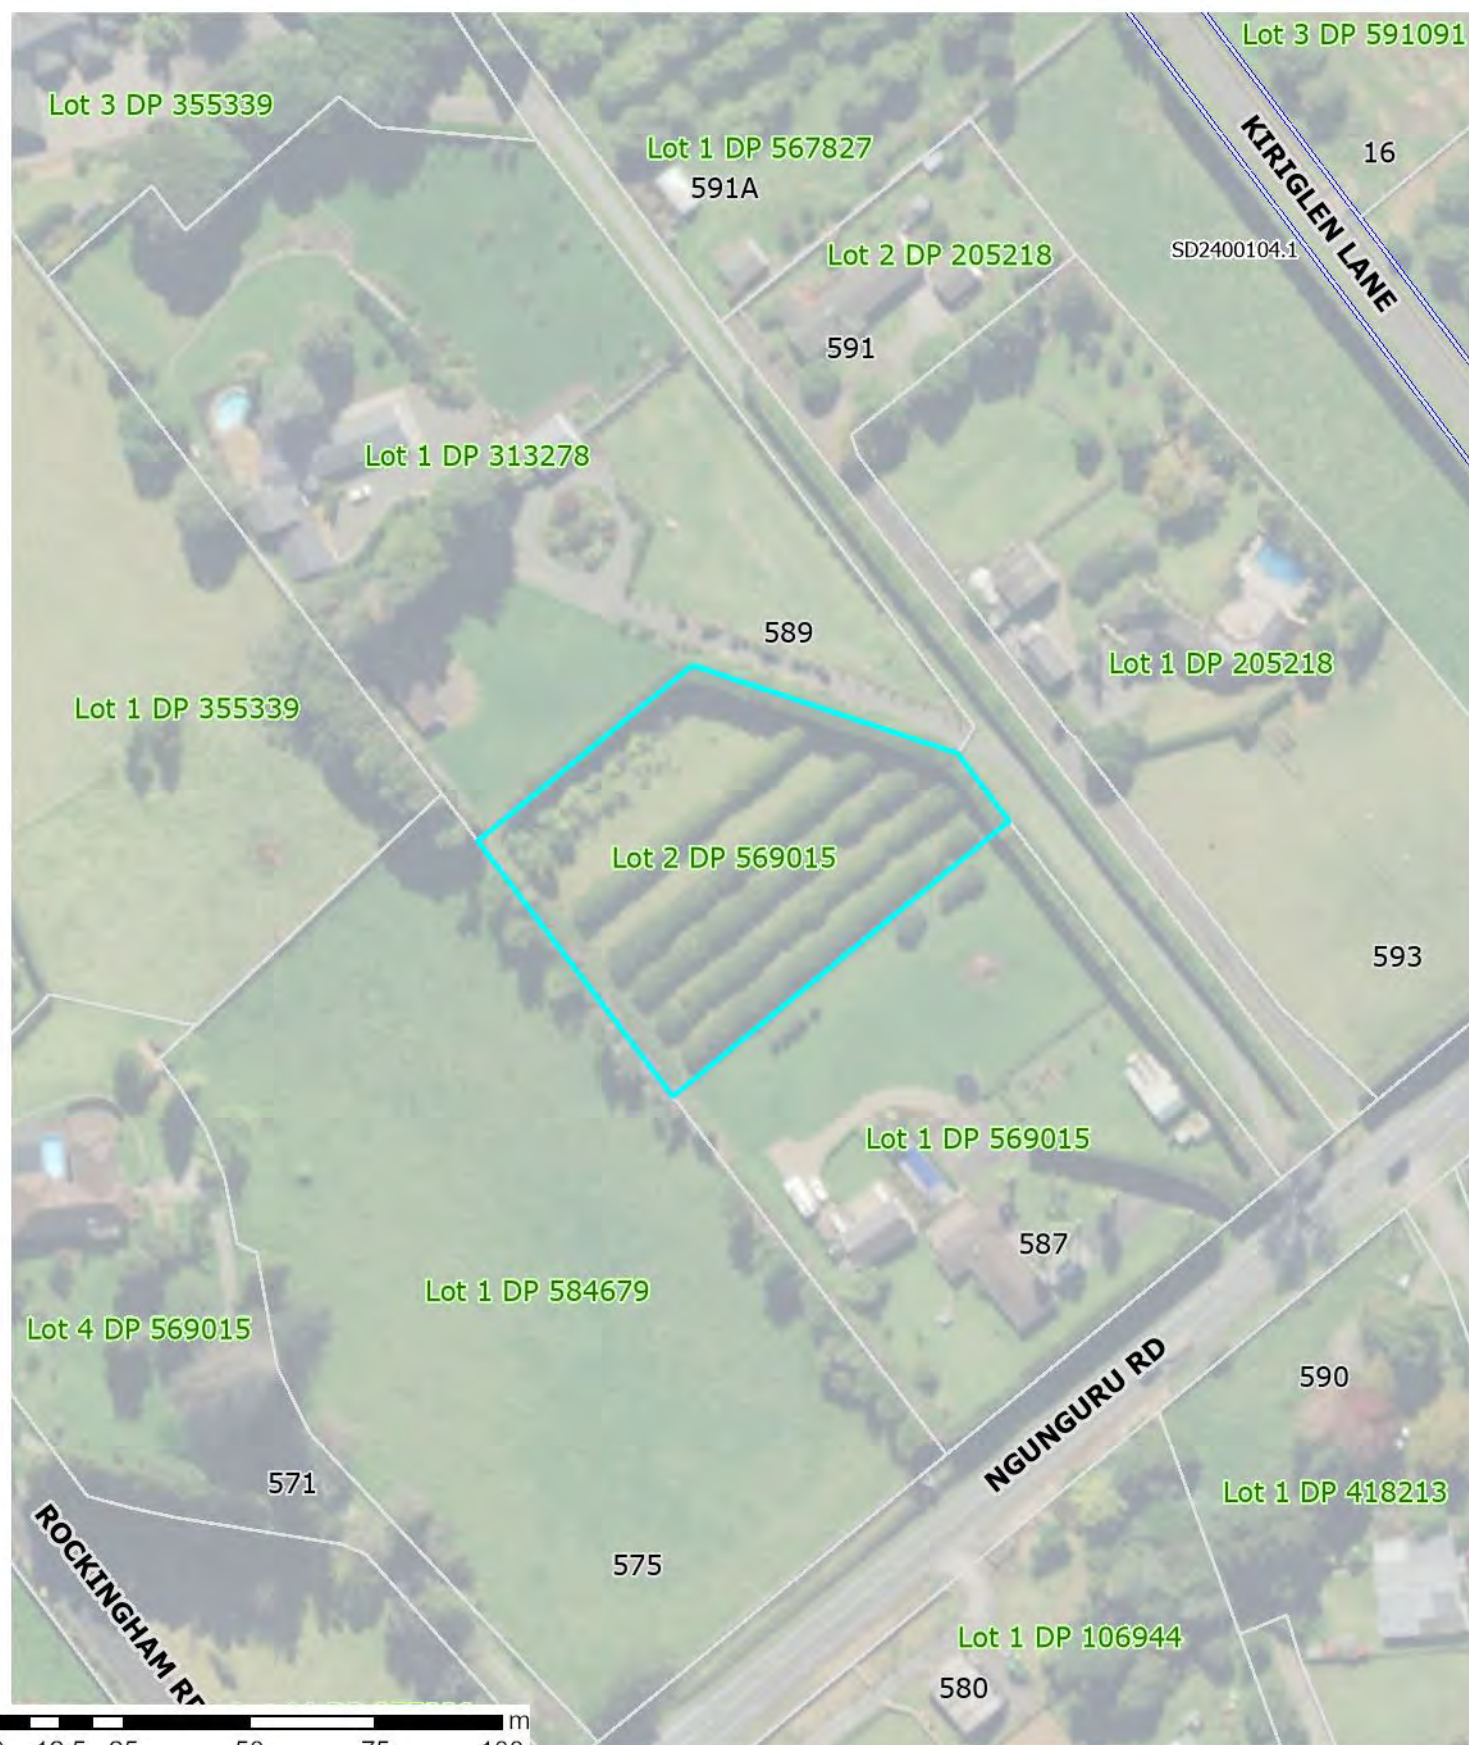 Lot 3 DP 591091
Lot 3 DP 355339
Lot 1 DP 567827
16
591A
KIRIGLEN LANE
SD2400104.1
Lot 2 DP 205218
591
Lot 1 DP 313278
589
Lot 1 DP 205218
Lot 1 DP 355339
Lot 2 DP 569015
593
Lot 1 DP 569015
587
Lot 1 DP 584679
Lot 4 DP 569015
NGUNGURU RD
590
571
Lot 1 DP 418213
ROCKINGHAM RD
575
Lot 1 DP 106944
580
m